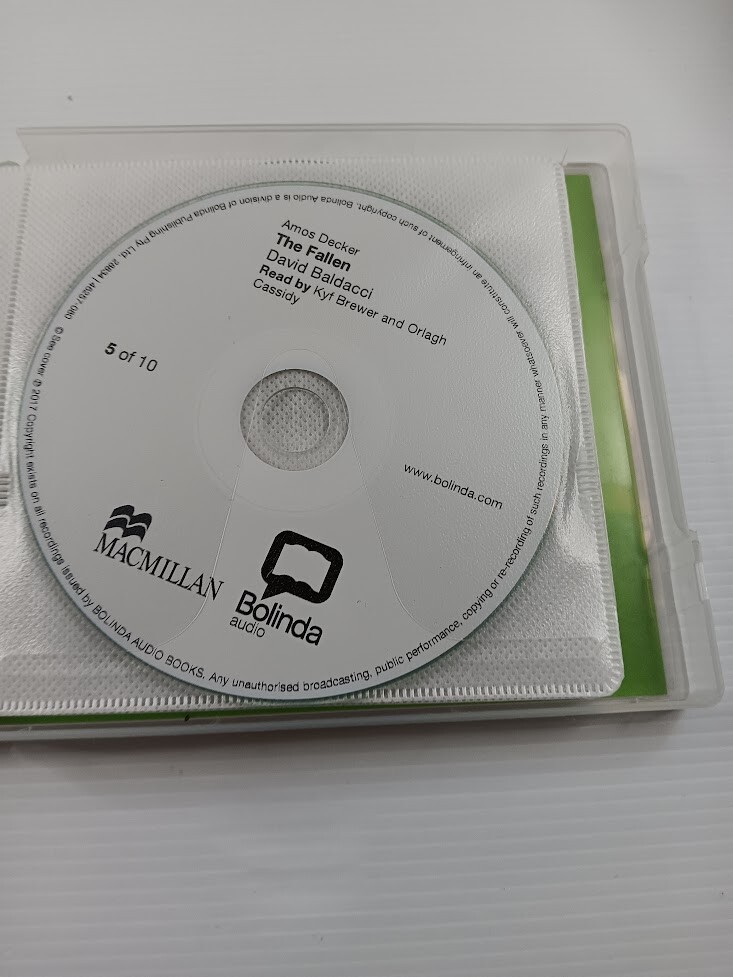 Amos Decker
The Fallen
David Baldacci
Read by Kyf Brewer and Orlagh
Cassidy
5 of 10
www.bolinda.com
MACMILLAN
Bolinda
audio
© See cover ℗ 2017 Copyright exists on all recordings issued by BOLINDA AUDIO BOOKS. Any unauthorised broadcasting, public performance, copying or re-recording of such recordings in any manner whatsoever will constitute an infringement of such copyright. Bolinda Audio is a division of Bolinda Publishing Pty Ltd.